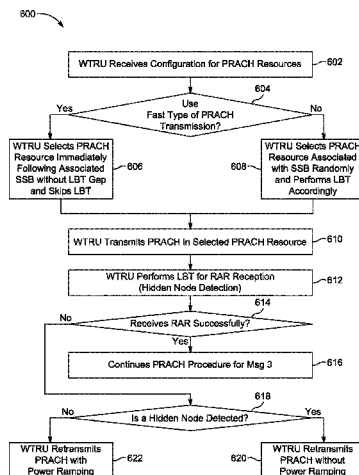 600
WTRU Receives Configuration for PRACH Resources
602
604
Yes
Use
Fast Type of PRACH
Transmission?
No
WTRU Selects PRACH
Resource Immediately
Following Associated
SSB without LBT Gap
and Skips LBT
606
608
WTRU Selects PRACH
Resource Associated
with SSB Randomly
and Performs LBT
Accordingly
WTRU Transmits PRACH in Selected PRACH Resource
610
WTRU Performs LBT for RAR Reception
(Hidden Node Detection)
612
614
No
Receives RAR Successfully?
Yes
Continues PRACH Procedure for Msg 3
616
618
No
Is a Hidden Node Detected?
Yes
WTRU Retransmits
PRACH with
Power Ramping
622
620
WTRU Retransmits
PRACH without
Power Ramping